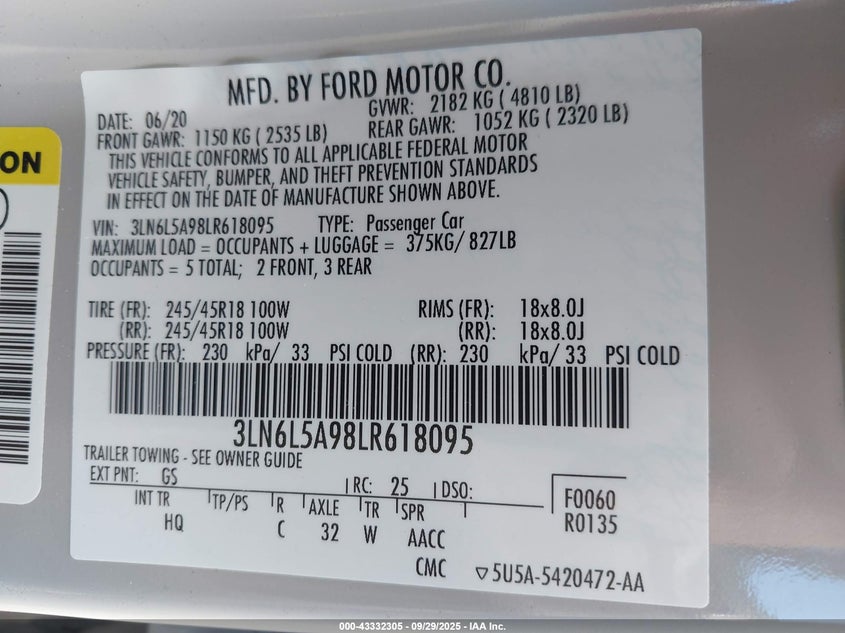 MFD. BY FORD MOTOR CO.
DATE: 06/20 GVWR: 2182 KG ( 4810 LB)
FRONT GAWR: 1150 KG ( 2535 LB) REAR GAWR: 1052 KG ( 2320 LB)
THIS VEHICLE CONFORMS TO ALL APPLICABLE FEDERAL MOTOR
VEHICLE SAFETY, BUMPER, AND THEFT PREVENTION STANDARDS
IN EFFECT ON THE DATE OF MANUFACTURE SHOWN ABOVE.
VIN: 3LN6L5A98LR618095 TYPE: Passenger Car
MAXIMUM LOAD = OCCUPANTS + LUGGAGE = 375KG/ 827LB
OCCUPANTS = 5 TOTAL; 2 FRONT, 3 REAR
TIRE (FR): 245/45R18 100W RIMS (FR): 18x8.0J
(RR): 245/45R18 100W (RR): 18x8.0J
PRESSURE (FR): 230 kPa/ 33 PSI COLD (RR): 230 kPa/ 33 PSI COLD
3LN6L5A98LR618095
TRAILER TOWING - SEE OWNER GUIDE
EXT PNT: GS RC: 25 DSO:
INT TR TP/PS R AXLE TR SPR F0060
HQ C 32 W AACC R0135
CMC 5U5A-5420472-AA
ON
000-43332305 - 09/29/2025 - IAA Inc.